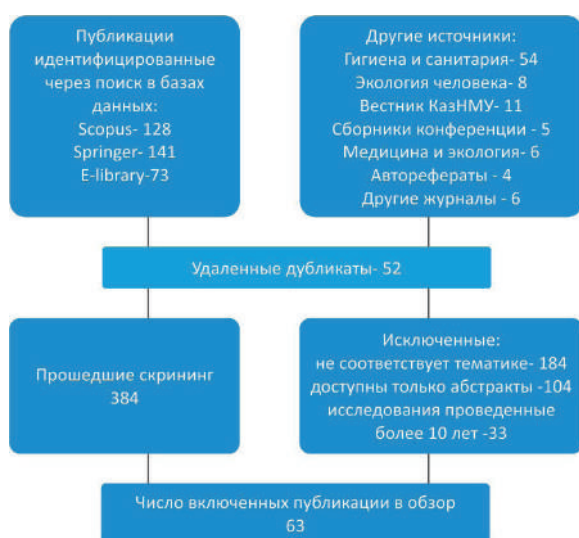 Публикации
идентифицированные
через поиск в базах
данных:
Scopus- 128
Springer- 141
E-library-73
Другие источники:
Гигиена и санитария- 54
Экология человека- 8
Вестник КазНМУ- 11
Сборники конференции - 5
Медицина и экология- 6
Авторефераты - 4
Другие журналы - 6
Удаленные дубликаты- 52
Прошедшие скрининг
384
Исключенные:
не соответствует тематике- 184
доступны только абстракты -104
исследования проведенные
более 10 лет -33
Число включенных публикации в обзор
63